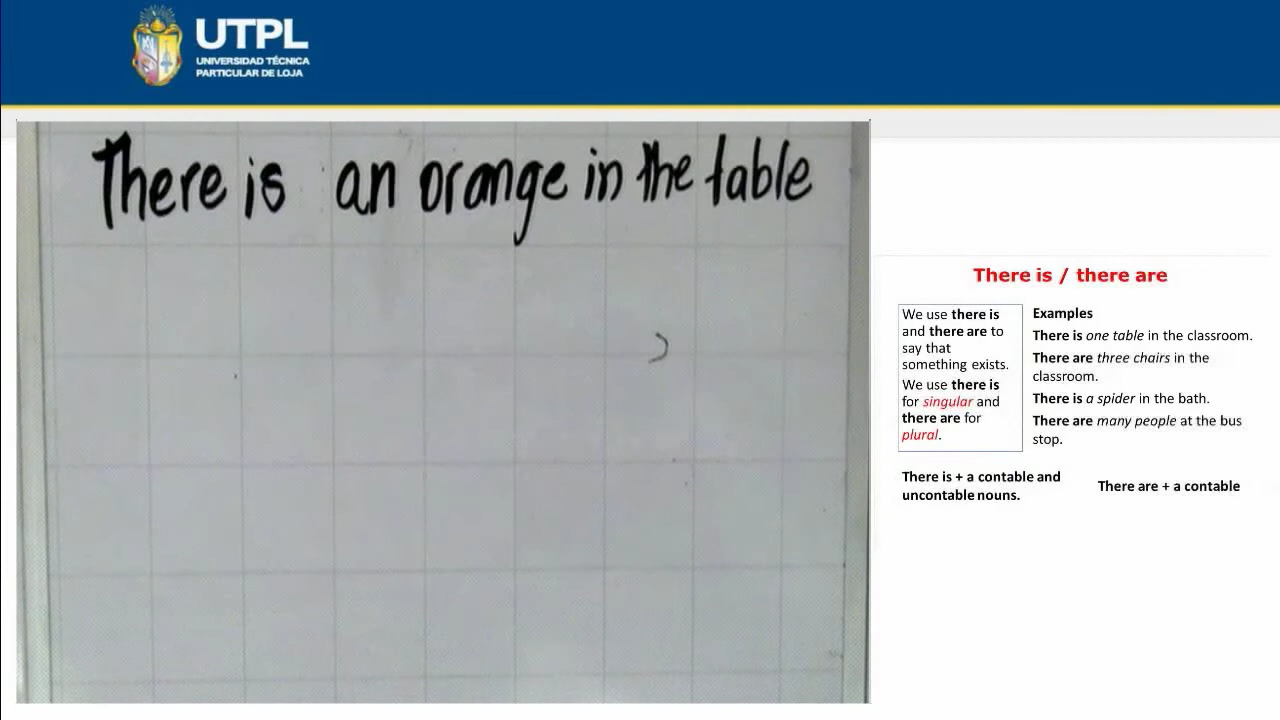 UTPL
UNIVERSIDAD TÉCNICA
PARTICULAR DE LOJA
There is an orange in the table
There is / there are
We use there is
and there are to
say that
something exists.
We use there is
for singular and
there are for
plural.
Examples
There is one table in the classroom.
There are three chairs in the
classroom.
There is a spider in the bath.
There are many people at the bus
stop.
There is + a contable and
uncontable nouns.
There are + a contable